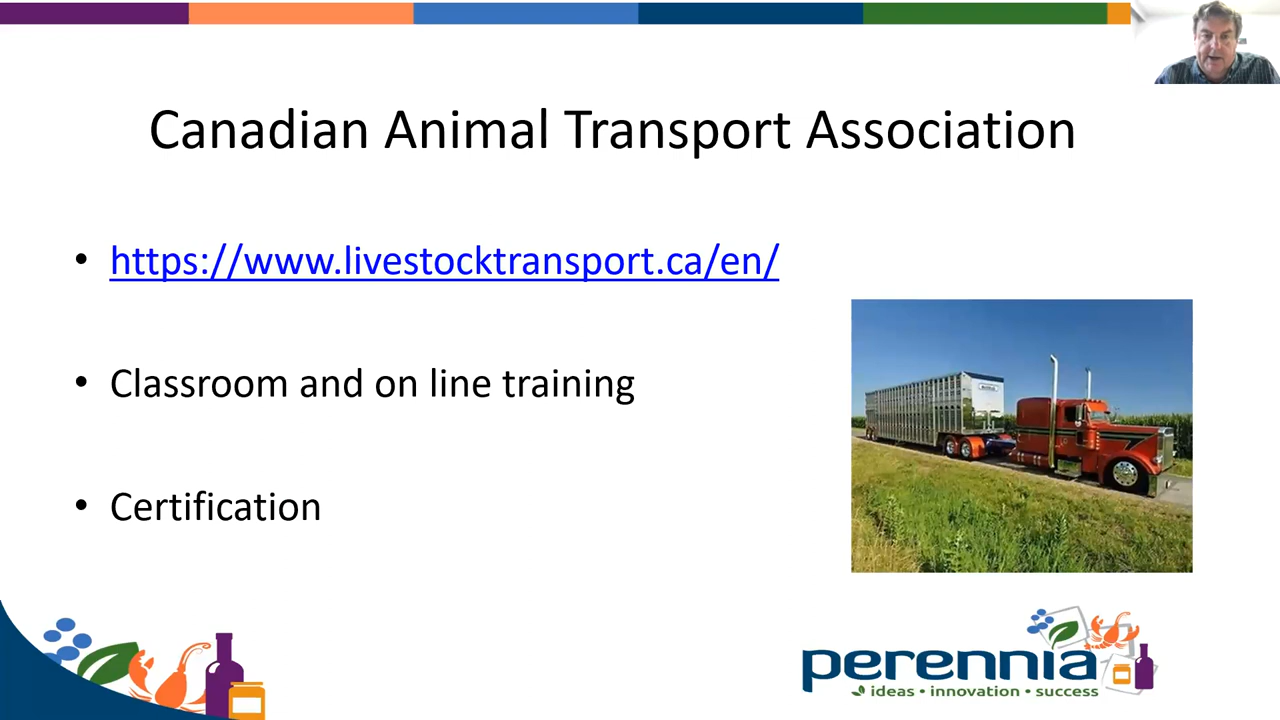 Canadian Animal Transport Association
• https://www.livestocktransport.ca/en/
• Classroom and on line training
• Certification
perennia
ideas • innovation • success